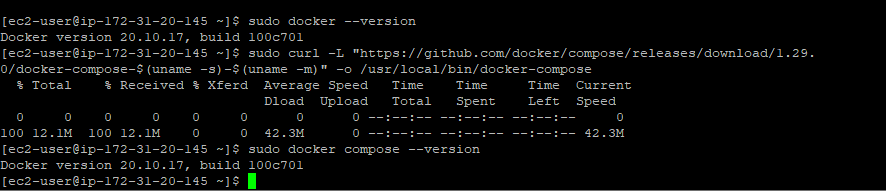 [ec2-user@ip-172-31-20-145 ~]$ sudo docker --version
Docker version 20.10.17, build 100c701
[ec2-user@ip-172-31-20-145 ~]$ sudo curl -L "https://github.com/docker/compose/releases/download/1.29.
0/docker-compose-$(uname -s)-$(uname -m)" -o /usr/local/bin/docker-compose
  % Total    % Received % Xferd  Average Speed   Time    Time     Time  Current
                                 Dload  Upload   Total   Spent    Left  Speed
  0     0    0     0    0     0      0      0 --:--:-- --:--:-- --:--:--     0
100 12.1M  100 12.1M    0     0  42.3M      0 --:--:-- --:--:-- --:--:-- 42.3M
[ec2-user@ip-172-31-20-145 ~]$ sudo docker compose --version
Docker version 20.10.17, build 100c701
[ec2-user@ip-172-31-20-145 ~]$